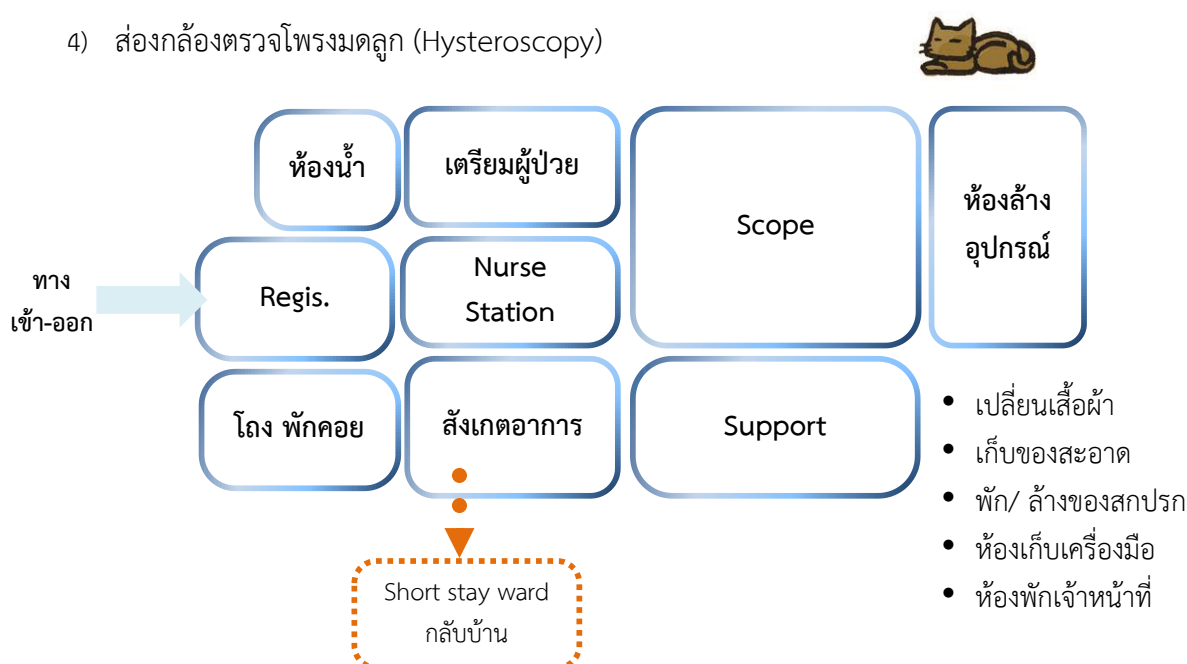 4) ส่องกล้องตรวจโพรงมดลูก (Hysteroscopy)
ห้องน้ำ
เตรียมผู้ป่วย
Scope
ห้องล้าง
อุปกรณ์
ทาง
เข้า-ออก
Regis.
Nurse
Station
โถง พักคอย
สังเกตอาการ
Support
• เปลี่ยนเสื้อผ้า
• เก็บของสะอาด
• พัก/ ล้างของสกปรก
• ห้องเก็บเครื่องมือ
• ห้องพักเจ้าหน้าที่
Short stay ward
กลับบ้าน